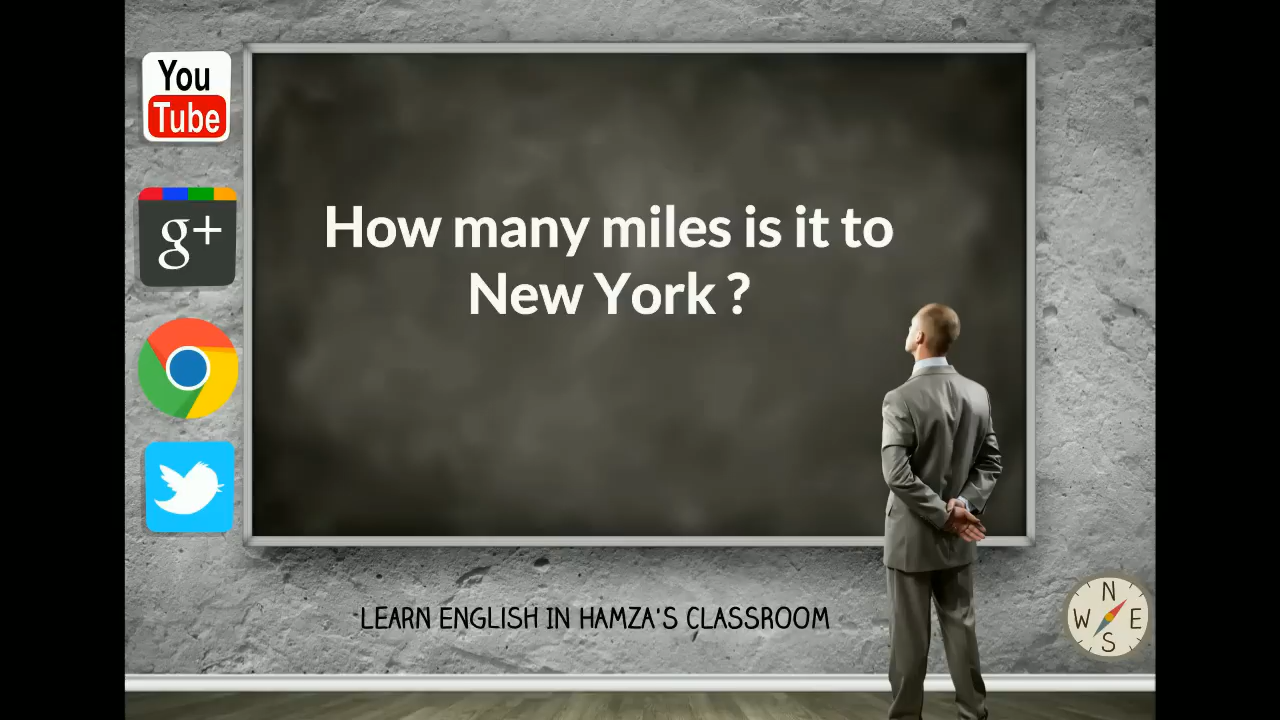 You
Tube
g+
How many miles is it to
New York ?
LEARN ENGLISH IN HAMZA'S CLASSROOM
N
W E
S